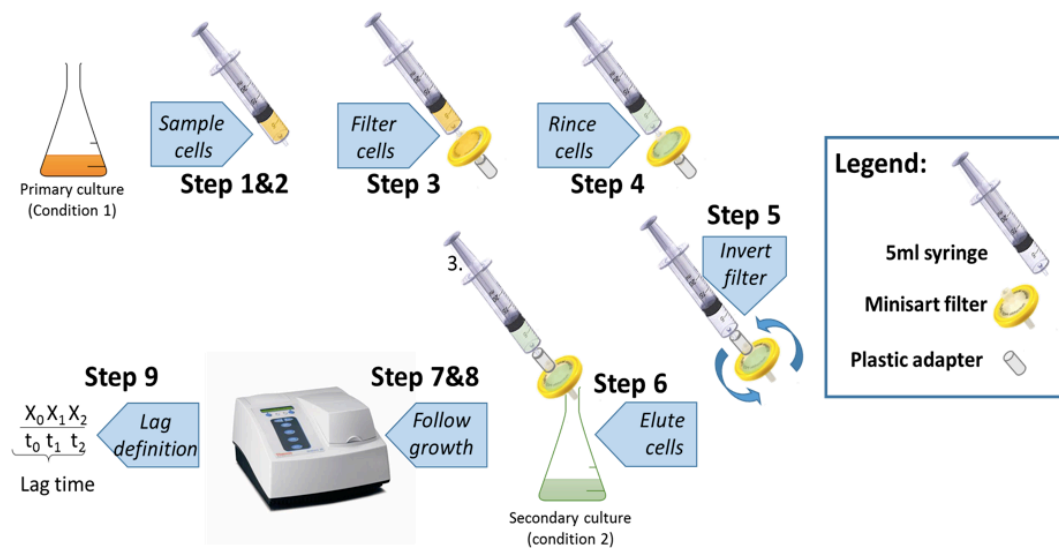 Sample
cells
Step 1&2
Filter
cells
Step 3
Rince
cells
Step 4
Primary culture
(Condition 1)
Legend:
5ml syringe
Minisart filter
Plastic adapter
Step 5
Invert
filter
3.
Step 6
Elute
cells
Secondary culture
(condition 2)
Step 7&8
Follow
growth
Step 9
Lag
definition
X₀ X₁ X₂
t₀ t₁ t₂
Lag time